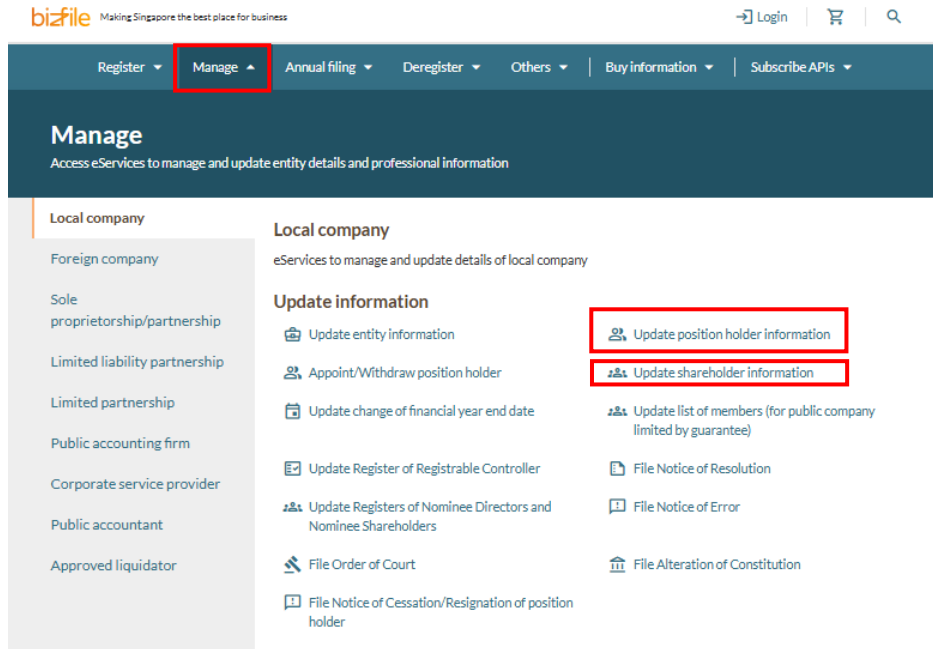 bizfile Making Singapore the best place for business
Login
Register Manage Annual filing Deregister Others Buy information Subscribe APIs
Manage
Access eServices to manage and update entity details and professional information
Local company
Foreign company
Sole
proprietorship/partnership
Limited liability partnership
Limited partnership
Public accounting firm
Corporate service provider
Public accountant
Approved liquidator
Local company
eServices to manage and update details of local company
Update information
Update entity information
Update position holder information
Appoint/Withdraw position holder
Update shareholder information
Update change of financial year end date
Update list of members (for public company
limited by guarantee)
Update Register of Registrable Controller
File Notice of Resolution
Update Registers of Nominee Directors and
Nominee Shareholders
File Notice of Error
File Order of Court
File Alteration of Constitution
File Notice of Cessation/Resignation of position
holder